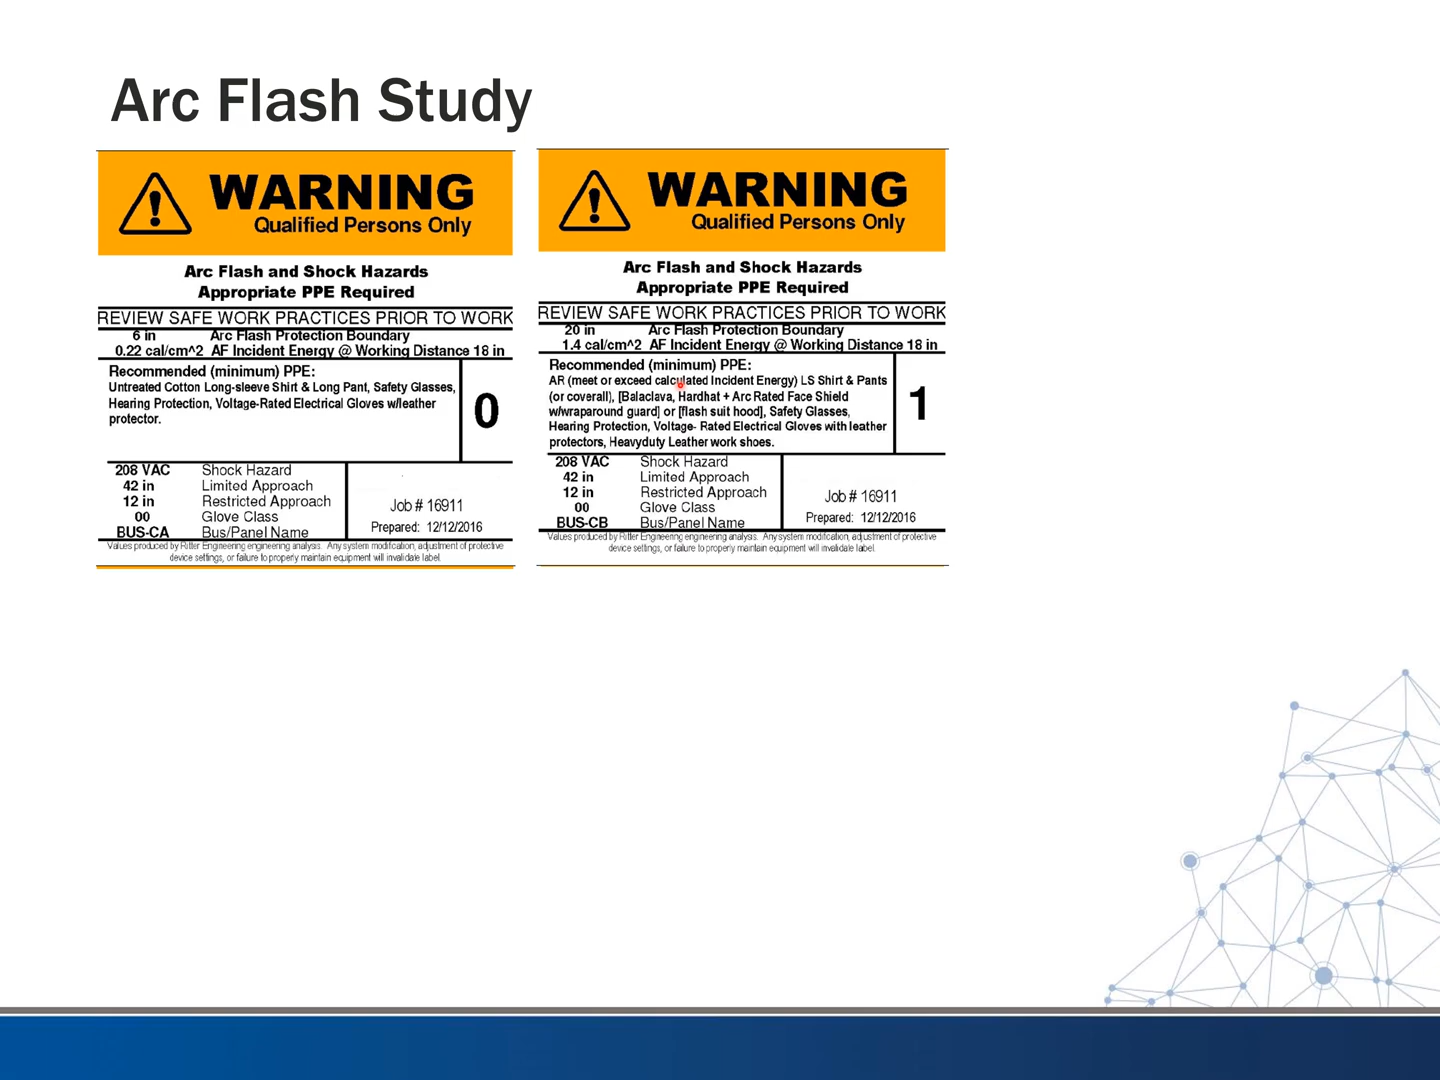 Arc Flash Study
WARNING
Qualified Persons Only
Arc Flash and Shock Hazards
Appropriate PPE Required
REVIEW SAFE WORK PRACTICES PRIOR TO WORK
6 in Arc Flash Protection Boundary
0.22 cal/cm^2 AF Incident Energy @ Working Distance 18 in
Recommended (minimum) PPE:
Untreated Cotton Long-sleeve Shirt & Long Pant, Safety Glasses,
Hearing Protection, Voltage-Rated Electrical Gloves w/leather
protector.
0
208 VAC Shock Hazard
42 in Limited Approach
12 in Restricted Approach
00 Glove Class
BUS-CA Bus/Panel Name
Job # 16911
Prepared: 12/12/2016
Values produced by Ritter Engineering engineering analysis. Any system modification, adjustment of protective
device settings, or failure to properly maintain equipment will invalidate label.
WARNING
Qualified Persons Only
Arc Flash and Shock Hazards
Appropriate PPE Required
REVIEW SAFE WORK PRACTICES PRIOR TO WORK
20 in Arc Flash Protection Boundary
1.4 cal/cm^2 AF Incident Energy @ Working Distance 18 in
Recommended (minimum) PPE:
AR (meet or exceed calculated Incident Energy) LS Shirt & Pants
(or coverall), [Balaclava, Hardhat + Arc Rated Face Shield
w/wraparound guard] or [flash suit hood], Safety Glasses,
Hearing Protection, Voltage- Rated Electrical Gloves with leather
protectors, Heavyduty Leather work shoes.
1
208 VAC Shock Hazard
42 in Limited Approach
12 in Restricted Approach
00 Glove Class
BUS-CB Bus/Panel Name
Job # 16911
Prepared: 12/12/2016
Values produced by Ritter Engineering engineering analysis. Any system modification, adjustment of protective
device settings, or failure to properly maintain equipment will invalidate label.